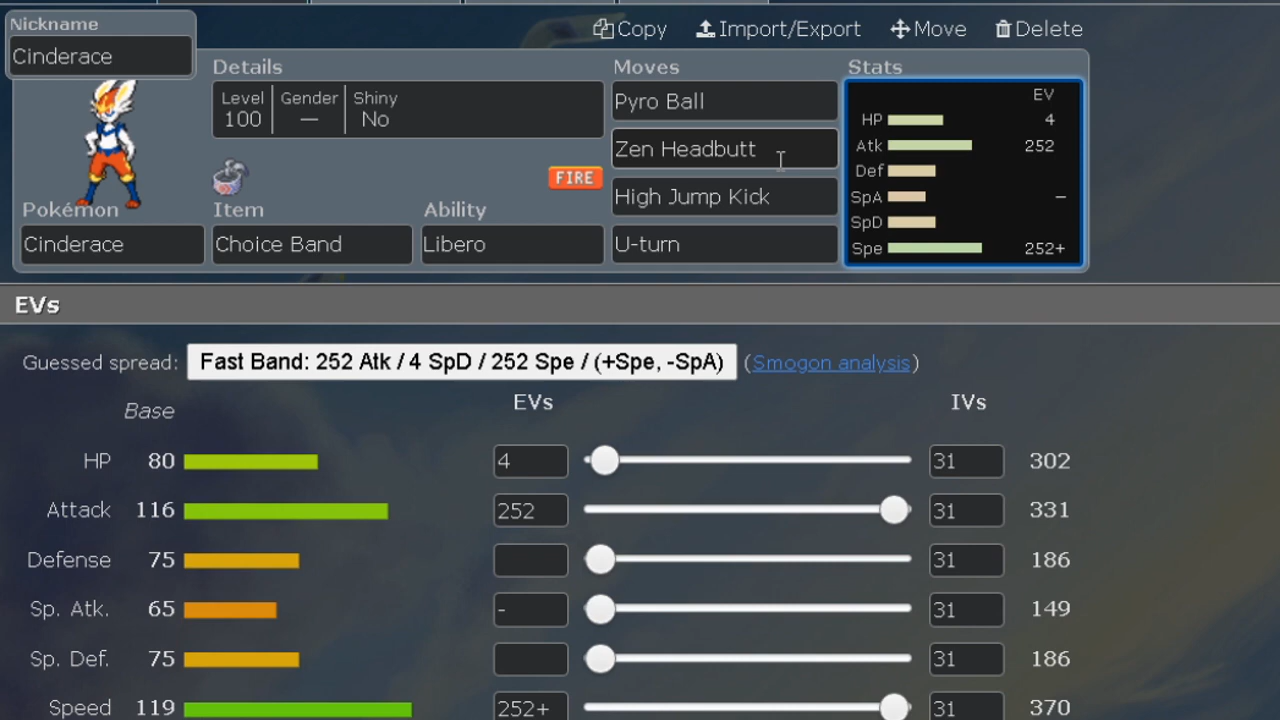 Nickname
Cinderace
Copy Import/Export Move Delete
Details
Level Gender Shiny
100 — No
FIRE
Pokémon Item Ability
Cinderace Choice Band Libero
Moves
Pyro Ball
Zen Headbutt
High Jump Kick
U-turn
Stats
EV
HP 4
Atk 252
Def
SpA –
SpD
Spe 252+
EVs
Guessed spread: Fast Band: 252 Atk / 4 SpD / 252 Spe / (+Spe, -SpA) (Smogon analysis)
Base EVs IVs
HP 80 4 31 302
Attack 116 252 31 331
Defense 75 31 186
Sp. Atk. 65 - 31 149
Sp. Def. 75 31 186
Speed 119 252+ 31 370